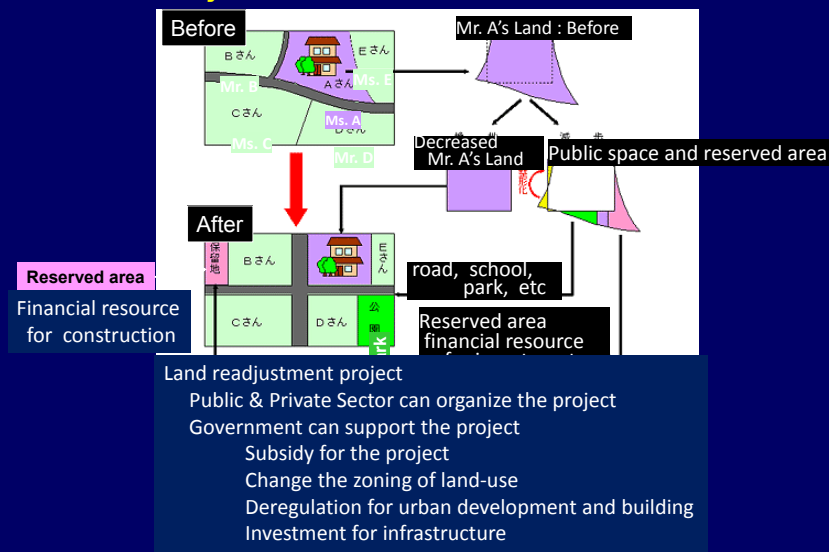 Before
Mr. A's Land : Before
Bさん
Eさん
Aさん
Ms. E
Mr. B
Cさん
Ms. A
Dさん
Ms. C
Mr. D
Decreased
Mr. A's Land
Public space and reserved area
After
Bさん
Eさん
Reserved area
Financial resource
for construction
road, school,
park, etc
Cさん
Dさん
公
園
Reserved area
financial resource
Land readjustment project
Public & Private Sector can organize the project
Government can support the project
Subsidy for the project
Change the zoning of land-use
Deregulation for urban development and building
Investment for infrastructure